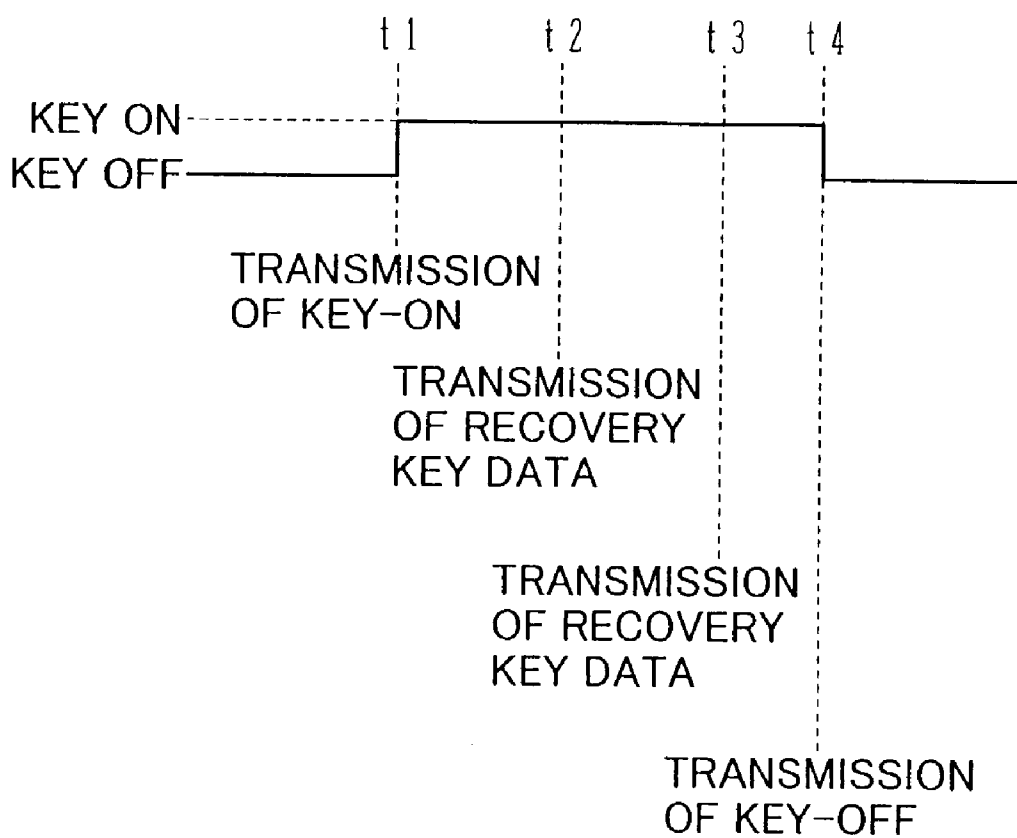 t1 t2 t3 t4
KEY ON
KEY OFF
TRANSMISSION
OF KEY-ON
TRANSMISSION
OF RECOVERY
KEY DATA
TRANSMISSION
OF RECOVERY
KEY DATA
TRANSMISSION
OF KEY-OFF